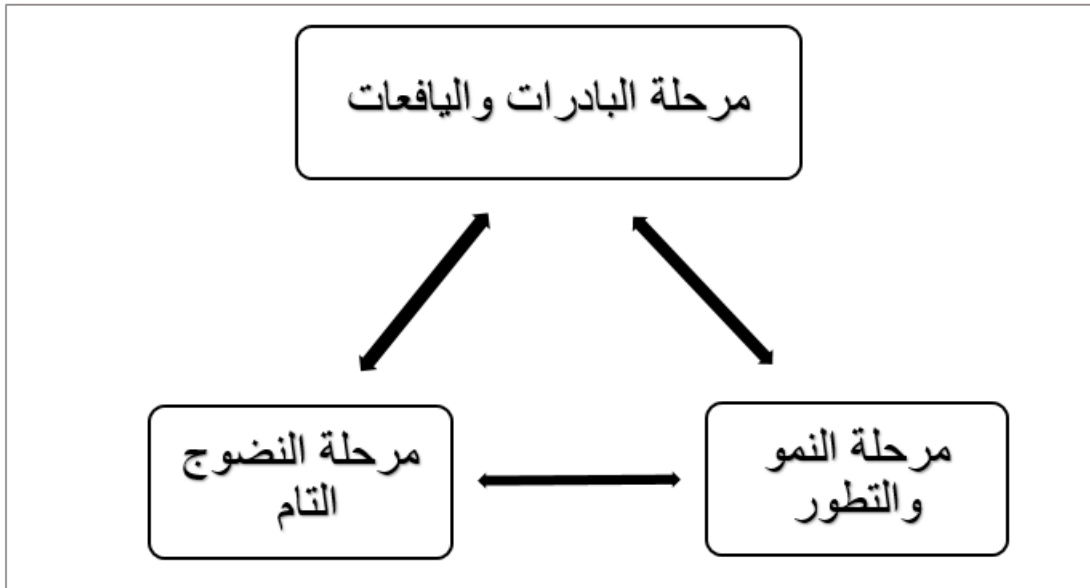 مرحلة البادرات واليافعات
مرحلة النمو
والتطور
مرحلة النضوج
التام